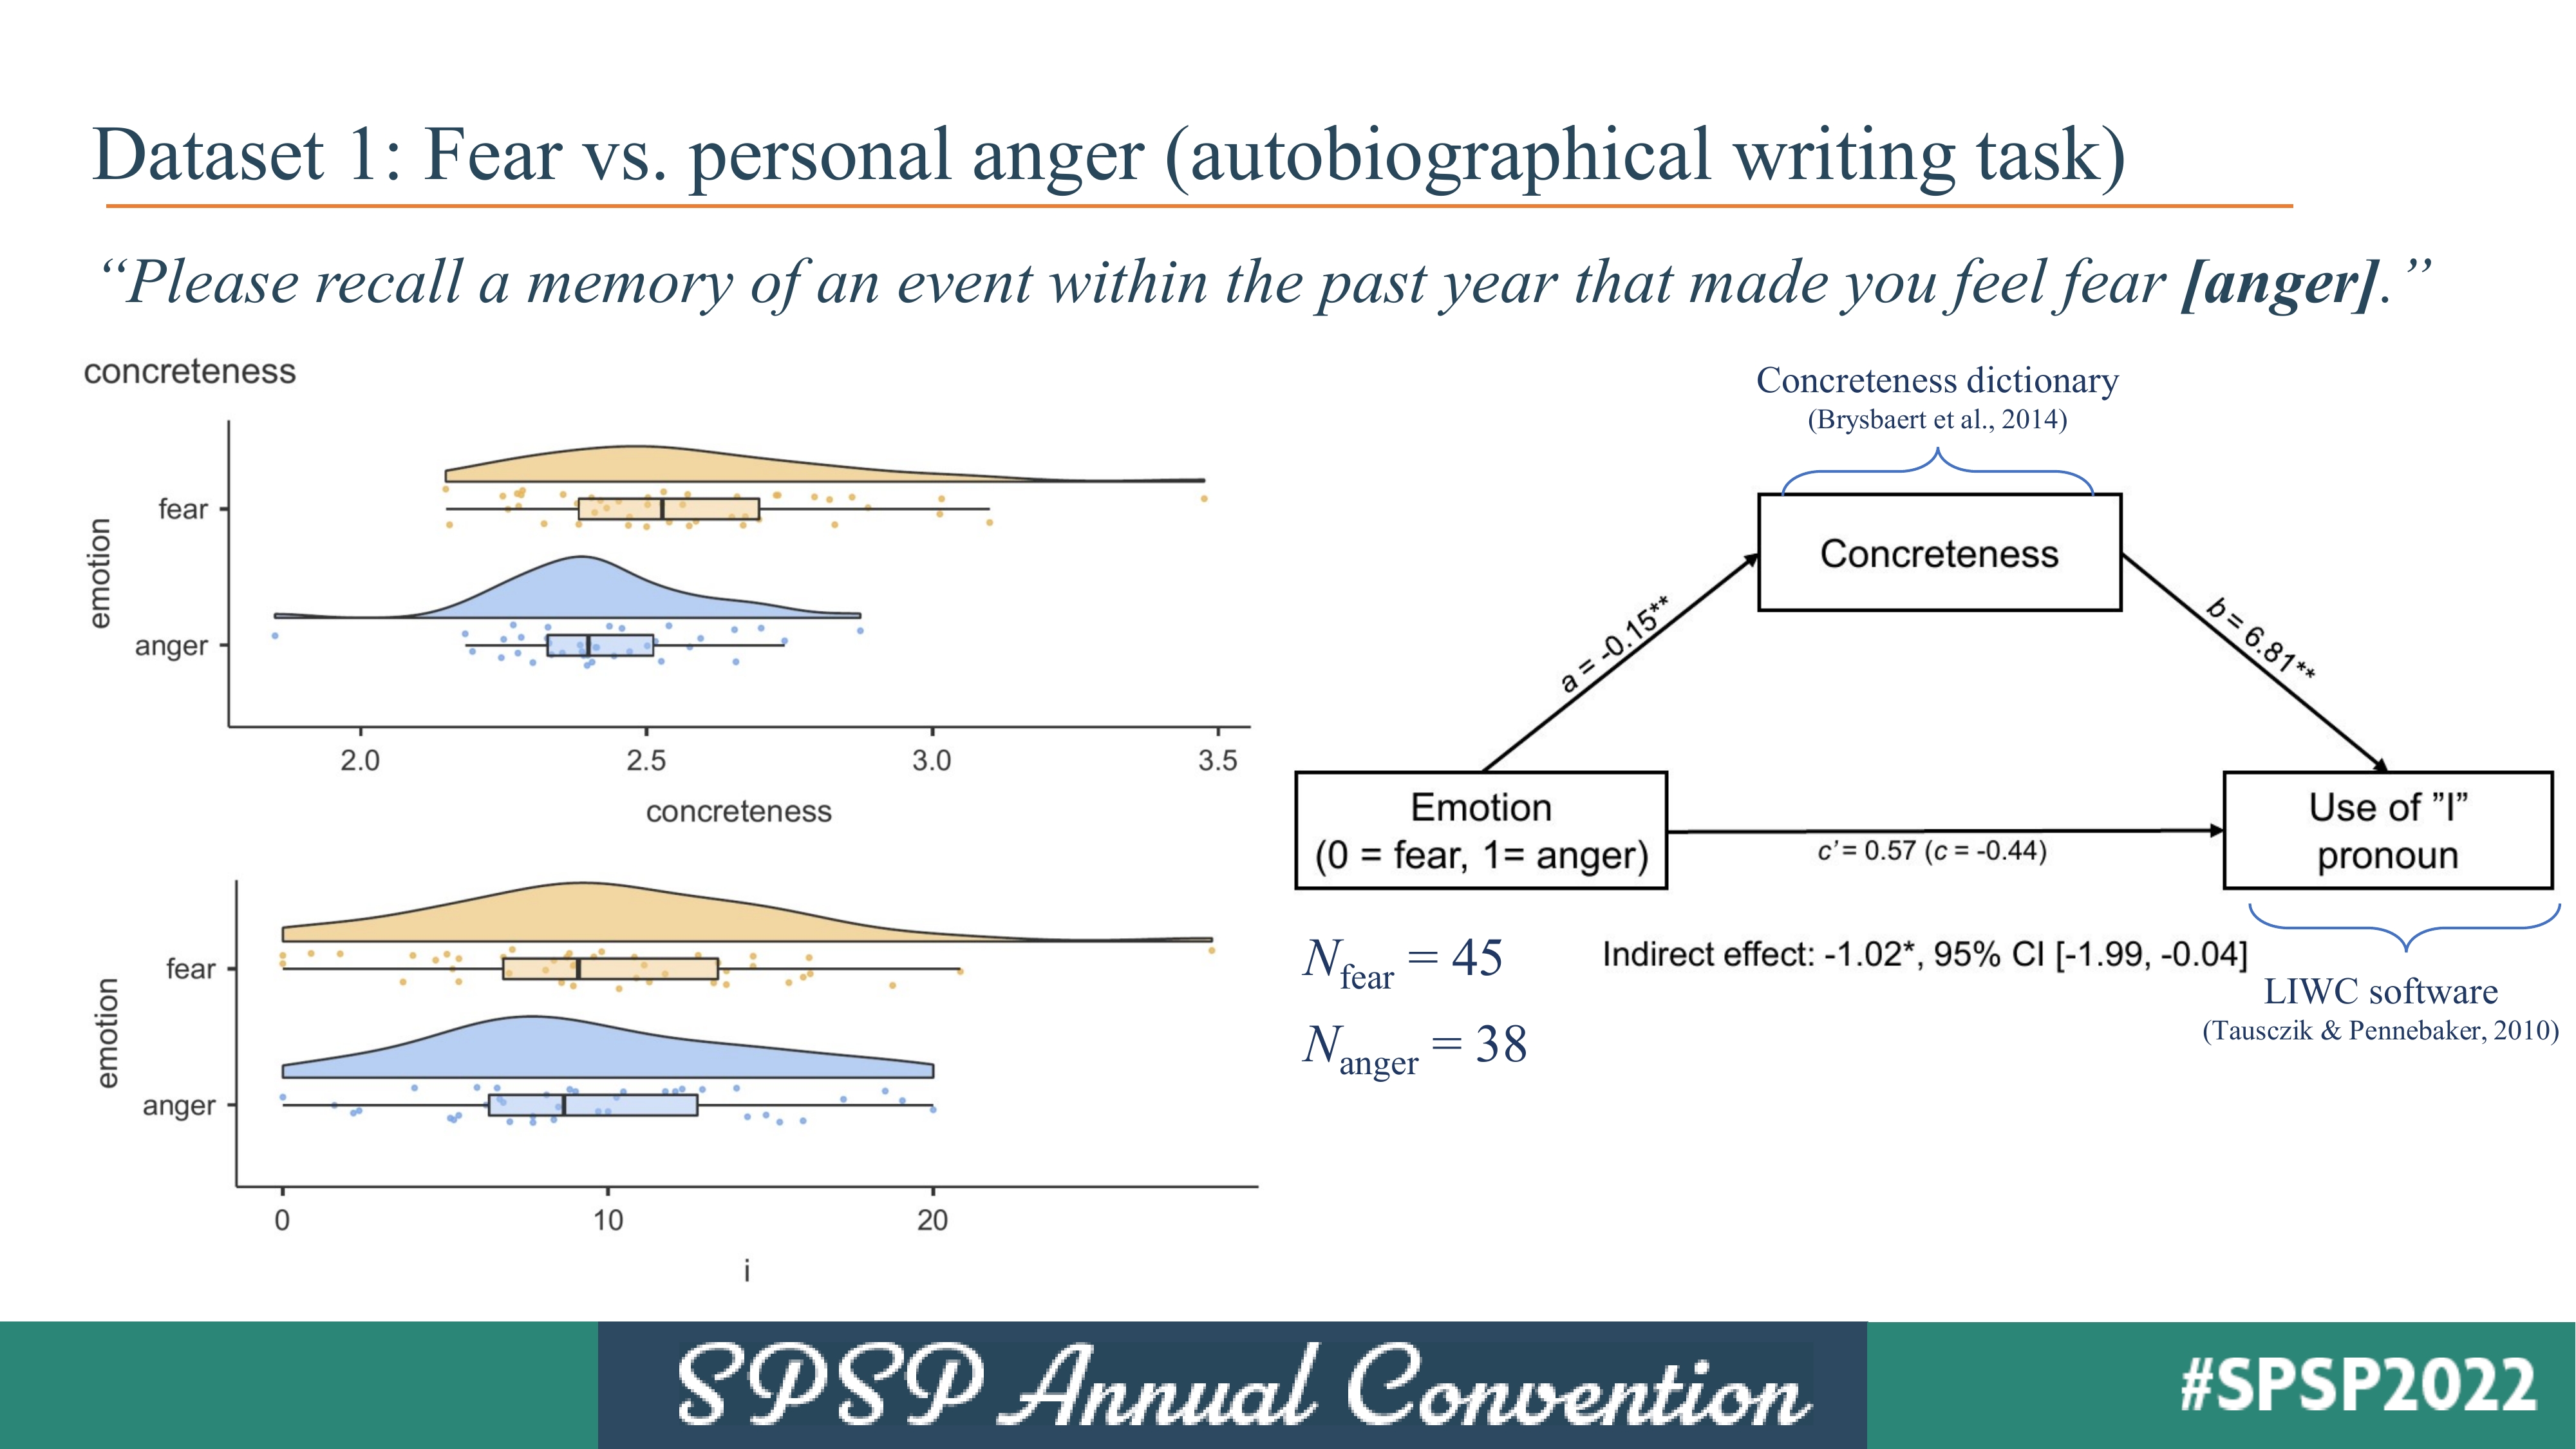 Dataset 1: Fear vs. personal anger (autobiographical writing task)
“Please recall a memory of an event within the past year that made you feel fear [anger].”
concreteness
emotion
fear
anger
2.0 2.5 3.0 3.5
concreteness
emotion
fear
anger
0 10 20
i
Concreteness dictionary
(Brysbaert et al., 2014)
Concreteness
a = -0.15**
b = 6.81**
Emotion
(0 = fear, 1= anger)
c’= 0.57 (c = -0.44)
Use of ”I”
pronoun
Nfear = 45
Nanger = 38
Indirect effect: -1.02*, 95% CI [-1.99, -0.04]
LIWC software
(Tausczik & Pennebaker, 2010)
SPSP Annual Convention
#SPSP2022